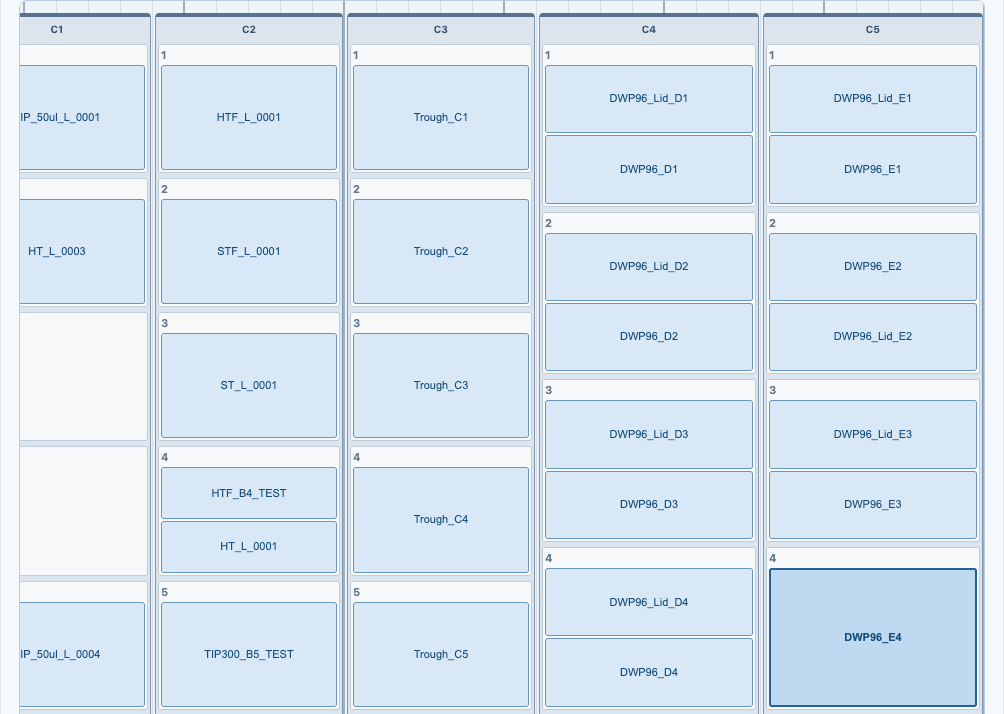 C1
IP_50ul_L_0001
HT_L_0003
IP_50ul_L_0004
C2
1
HTF_L_0001
2
STF_L_0001
3
ST_L_0001
4
HTF_B4_TEST
HT_L_0001
5
TIP300_B5_TEST
C3
1
Trough_C1
2
Trough_C2
3
Trough_C3
4
Trough_C4
5
Trough_C5
C4
1
DWP96_Lid_D1
DWP96_D1
2
DWP96_Lid_D2
DWP96_D2
3
DWP96_Lid_D3
DWP96_D3
4
DWP96_Lid_D4
DWP96_D4
C5
1
DWP96_Lid_E1
DWP96_E1
2
DWP96_E2
DWP96_Lid_E2
3
DWP96_Lid_E3
DWP96_E3
4
DWP96_E4